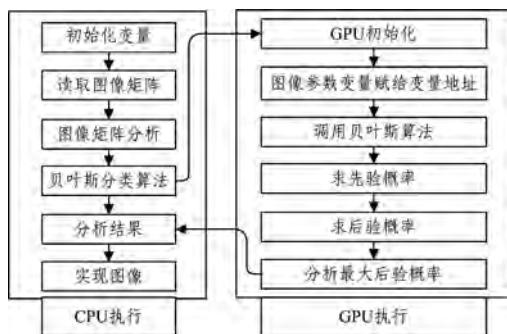 初始化变量
读取图像矩阵
图像矩阵分析
贝叶斯分类算法
分析结果
实现图像
CPU执行
GPU初始化
图像参数变量赋给变量地址
调用贝叶斯算法
求先验概率
求后验概率
分析最大后验概率
GPU执行